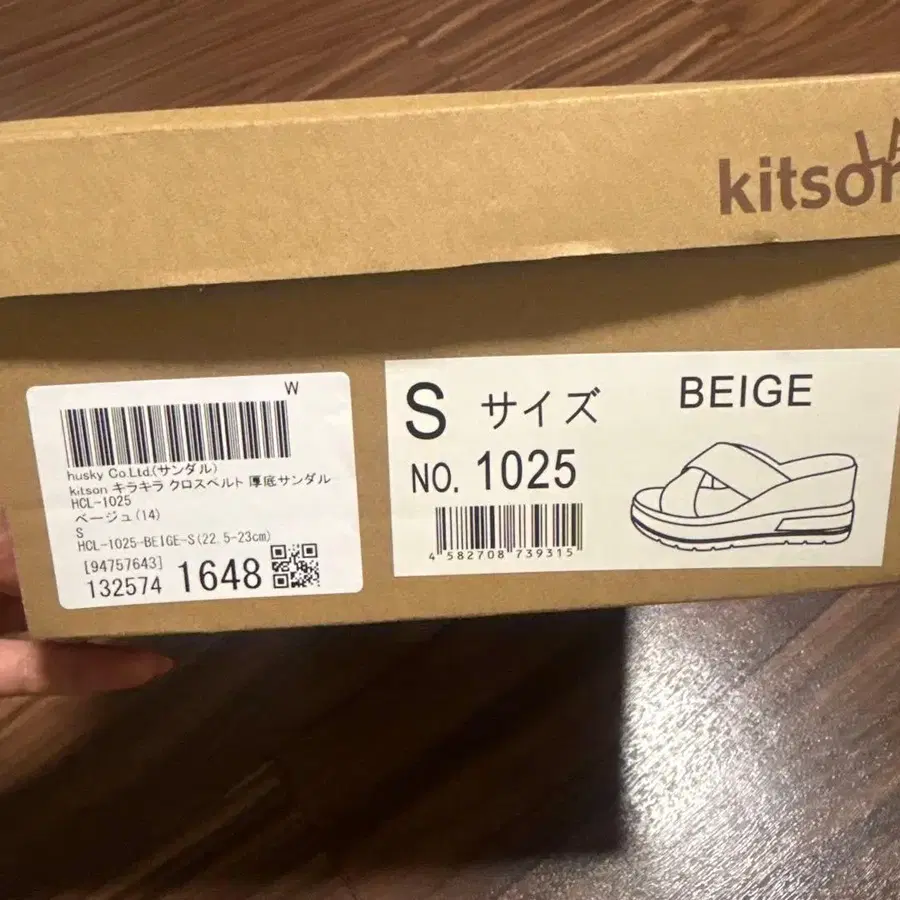 kitson
LA
W
husky Co.Ltd.(サンダル)
kitson キラキラ クロスベルト 厚底サンダル
HCL-1025
ベージュ(14)
S
HCL-1025-BEIGE-S(22.5-23cm)
[94757643]
132574 1648
S サイズ BEIGE
NO. 1025
4 582708 739315